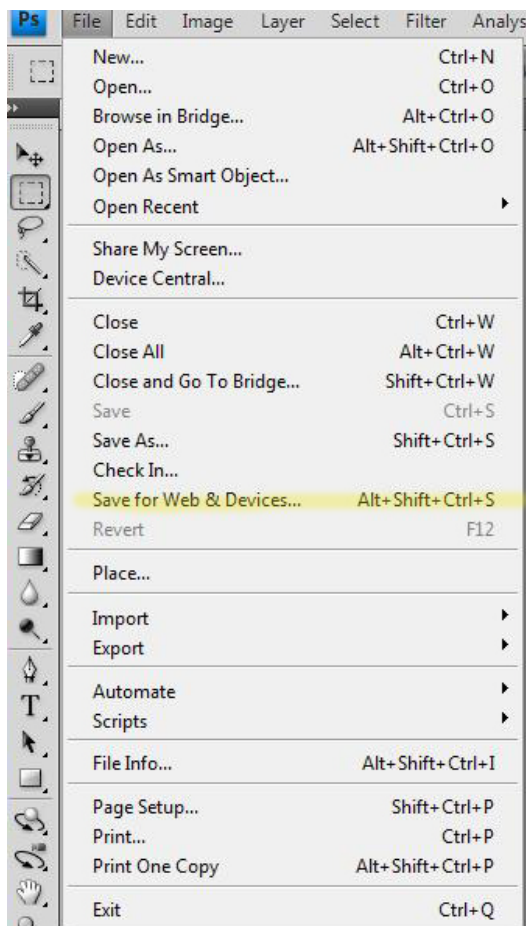 Ps File Edit Image Layer Select Filter Analys
New... Ctrl+N
Open... Ctrl+O
Browse in Bridge... Alt+Ctrl+O
Open As... Alt+Shift+Ctrl+O
Open As Smart Object...
Open Recent
Share My Screen...
Device Central...
Close Ctrl+W
Close All Alt+Ctrl+W
Close and Go To Bridge... Shift+Ctrl+W
Save Ctrl+S
Save As... Shift+Ctrl+S
Check In...
Save for Web & Devices... Alt+Shift+Ctrl+S
Revert F12
Place...
Import
Export
Automate
Scripts
File Info... Alt+Shift+Ctrl+I
Page Setup... Shift+Ctrl+P
Print... Ctrl+P
Print One Copy Alt+Shift+Ctrl+P
Exit Ctrl+Q